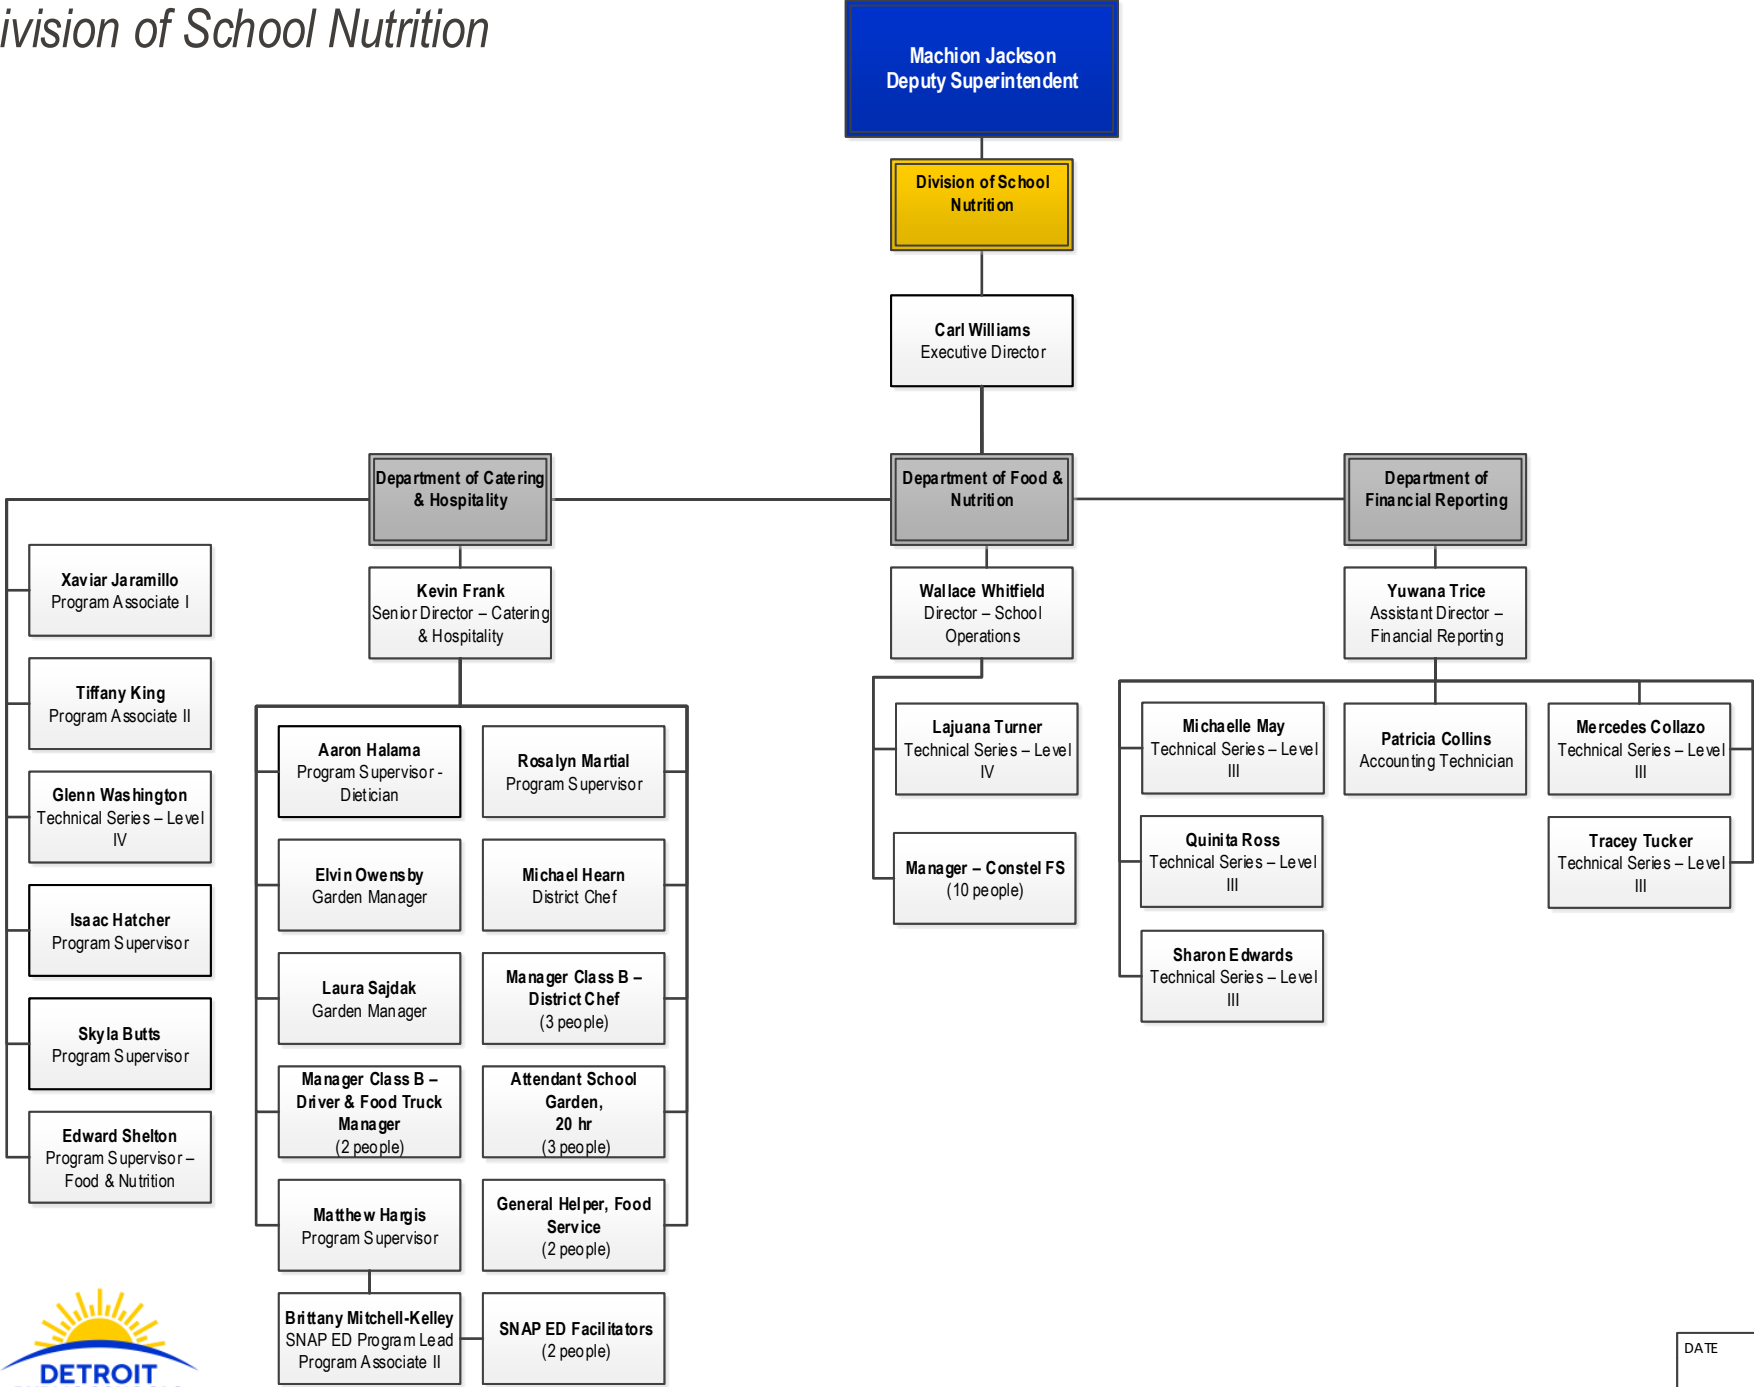 ivision of School Nutrition
Machion Jackson
Deputy Superintendent
Division of School
Nutrition
Carl Williams
Executive Director
Department of Catering
& Hospitality
Department of Food &
Nutrition
Department of
Financial Reporting
Xaviar Jaramillo
Program Associate I
Tiffany King
Program Associate II
Glenn Washington
Technical Series – Level
IV
Isaac Hatcher
Program Supervisor
Skyla Butts
Program Supervisor
Edward Shelton
Program Supervisor –
Food & Nutrition
Kevin Frank
Senior Director – Catering
& Hospitality
Aaron Halama
Program Supervisor -
Dietician
Rosalyn Martial
Program Supervisor
Elvin Owensby
Garden Manager
Michael Hearn
District Chef
Laura Sajdak
Garden Manager
Manager Class B –
District Chef
(3 people)
Manager Class B –
Driver & Food Truck
Manager
(2 people)
Attendant School
Garden,
20 hr
(3 people)
Matthew Hargis
Program Supervisor
General Helper, Food
Service
(2 people)
Brittany Mitchell-Kelley
SNAP ED Program Lead
Program Associate II
SNAP ED Facilitators
(2 people)
Wallace Whitfield
Director – School
Operations
Lajuana Turner
Technical Series – Level
IV
Manager – Constel FS
(10 people)
Yuwana Trice
Assistant Director –
Financial Reporting
Michaelle May
Technical Series – Level
III
Patricia Collins
Accounting Technician
Mercedes Collazo
Technical Series – Level
III
Quinita Ross
Technical Series – Level
III
Tracey Tucker
Technical Series – Level
III
Sharon Edwards
Technical Series – Level
III
DETROIT
DATE